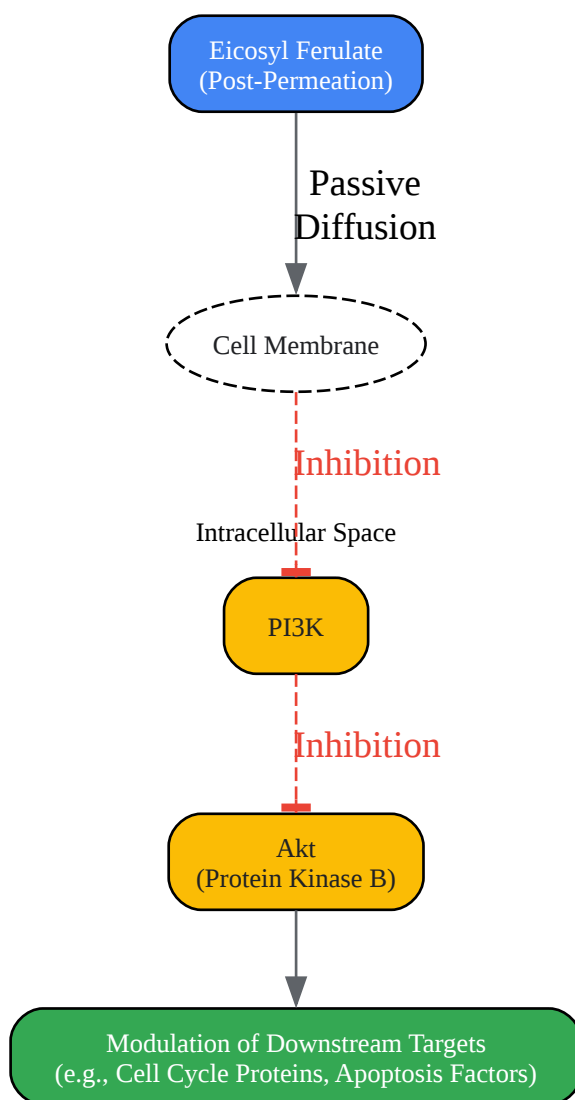 Eicosyl Ferulate
(Post-Permeation)
Passive
Diffusion
Cell Membrane
Inhibition
Intracellular Space
PI3K
Inhibition
Akt
(Protein Kinase B)
Modulation of Downstream Targets
(e.g., Cell Cycle Proteins, Apoptosis Factors)